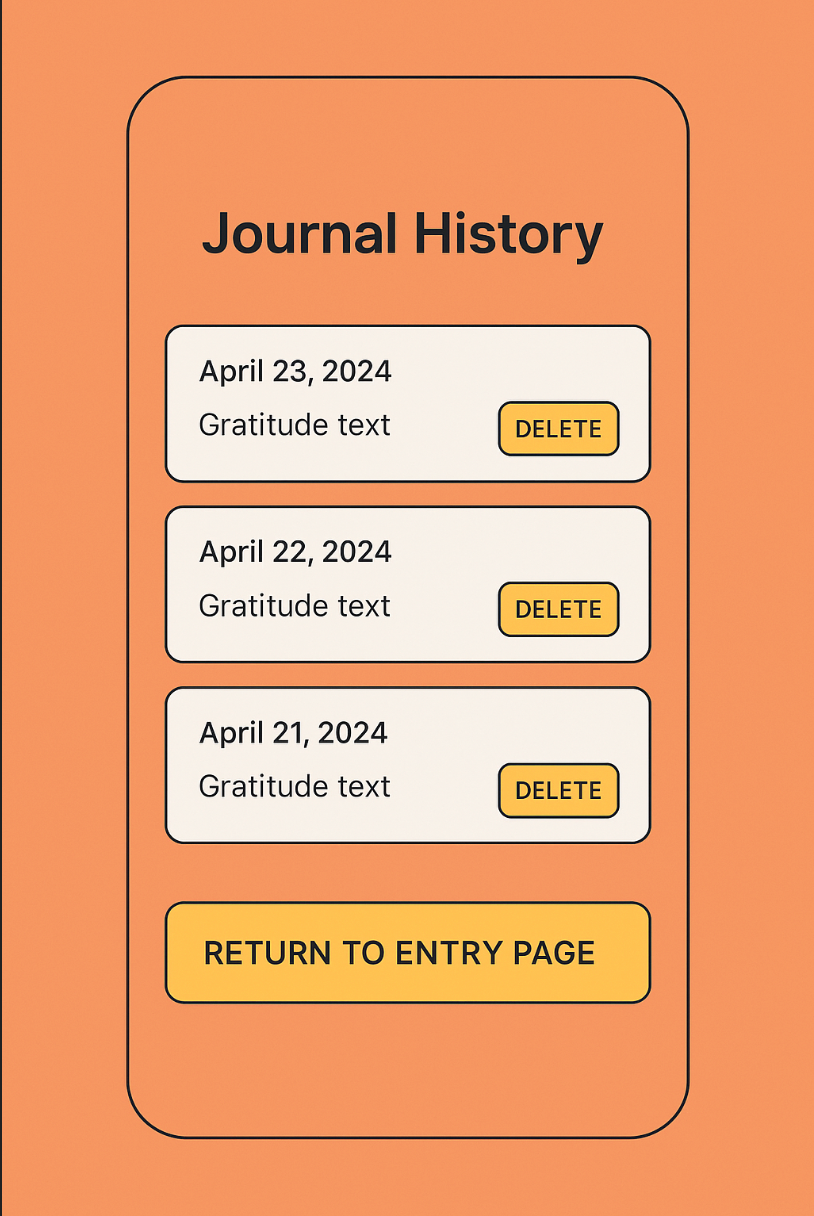 Journal History
April 23, 2024
Gratitude text
DELETE
April 22, 2024
Gratitude text
DELETE
April 21, 2024
Gratitude text
DELETE
RETURN TO ENTRY PAGE